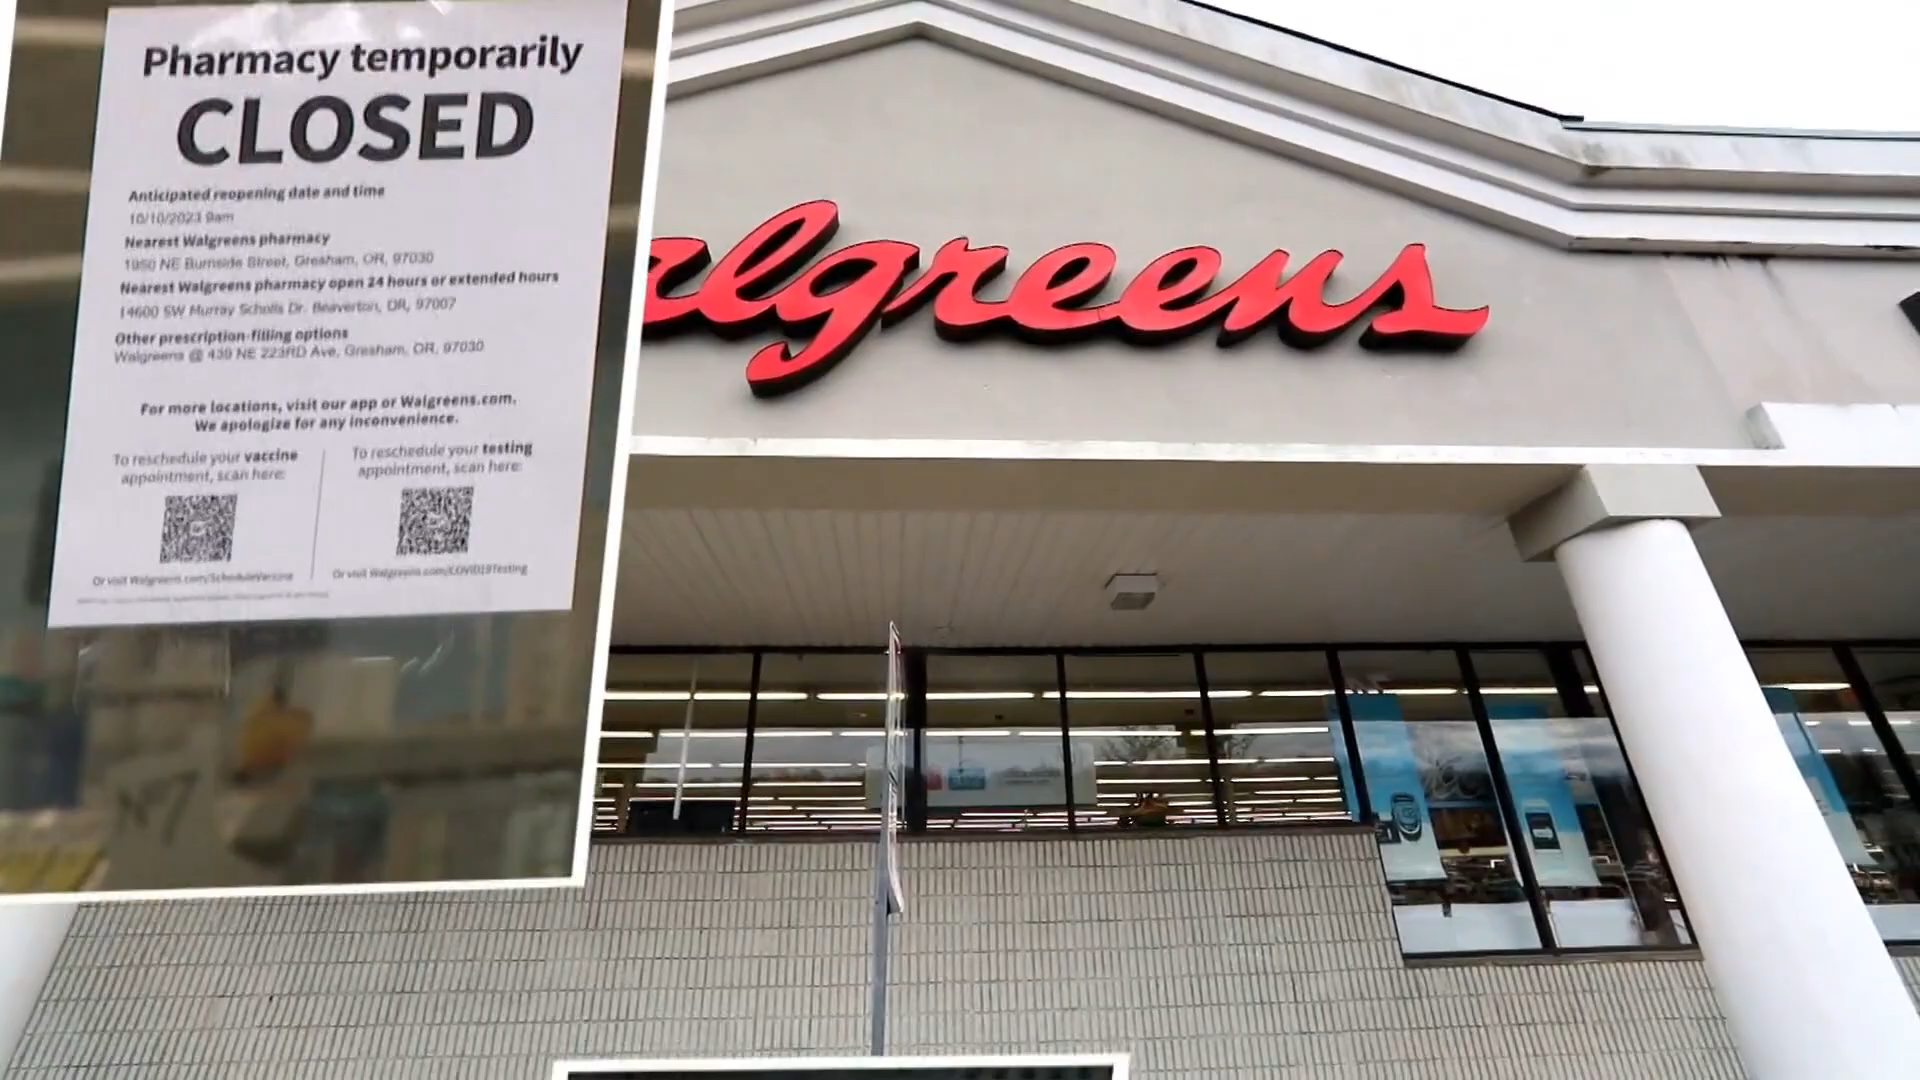 Pharmacy temporarily
CLOSED
Anticipated reopening date and time
10/10/2023 9am
Nearest Walgreens pharmacy
1950 NE Burnside Street, Gresham, OR, 97030
Nearest Walgreens pharmacy open 24 hours or extended hours
14600 SW Murray Scholls Dr. Beaverton, OR, 97007
Other prescription-filling options
Walgreens @ 439 NE 223RD Ave, Gresham, OR, 97030
For more locations, visit our app or Walgreens.com.
We apologize for any inconvenience.
To reschedule your vaccine
appointment, scan here:
Or visit Walgreens.com/ScheduleVaccine
To reschedule your testing
appointment, scan here:
Or visit Walgreens.com/COVID19Testing
algreens